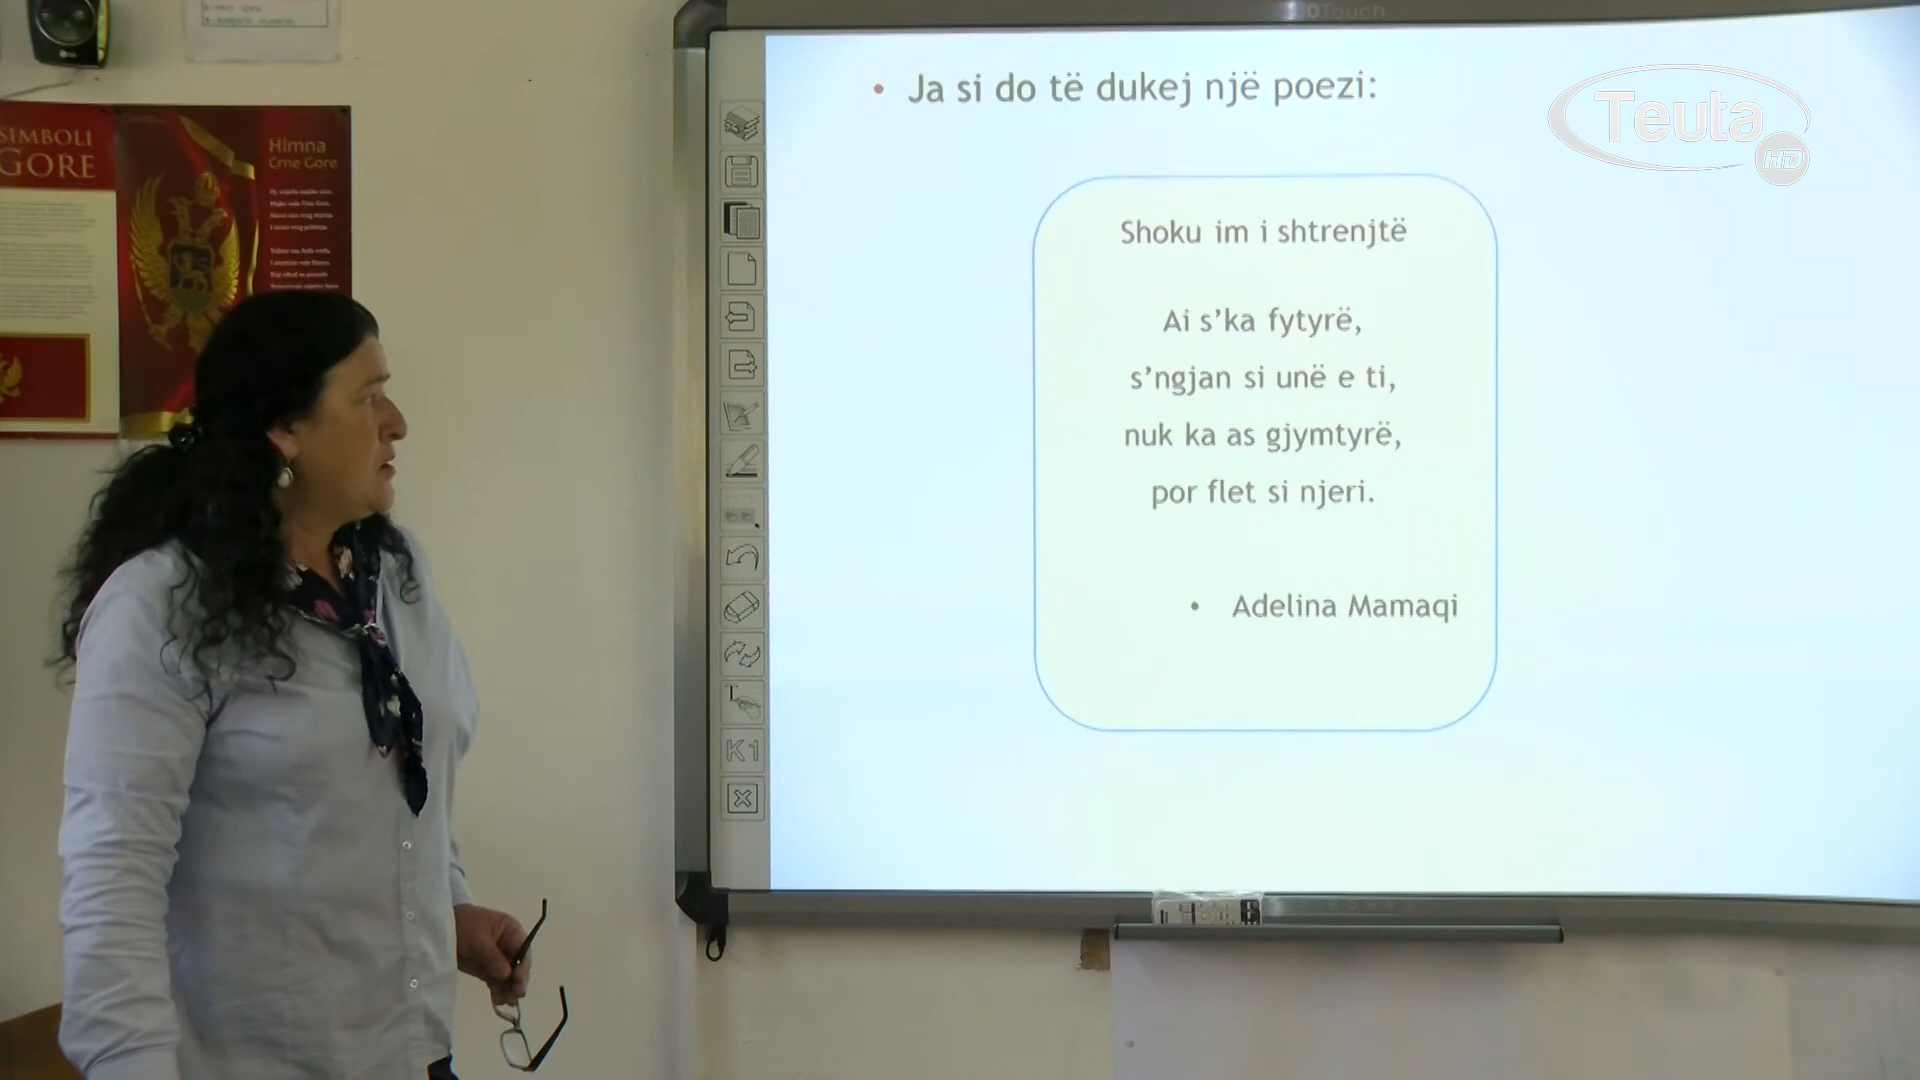 SIMBOLI
GORE
Himna
Crne Gore
Touch
• Ja si do të dukej një poezi:
Teuta
HD
Shoku im i shtrenjtë
Ai s’ka fytyrë,
s’ngjan si unë e ti,
nuk ka as gjymtyrë,
por flet si njeri.
• Adelina Mamaqi
T
K1